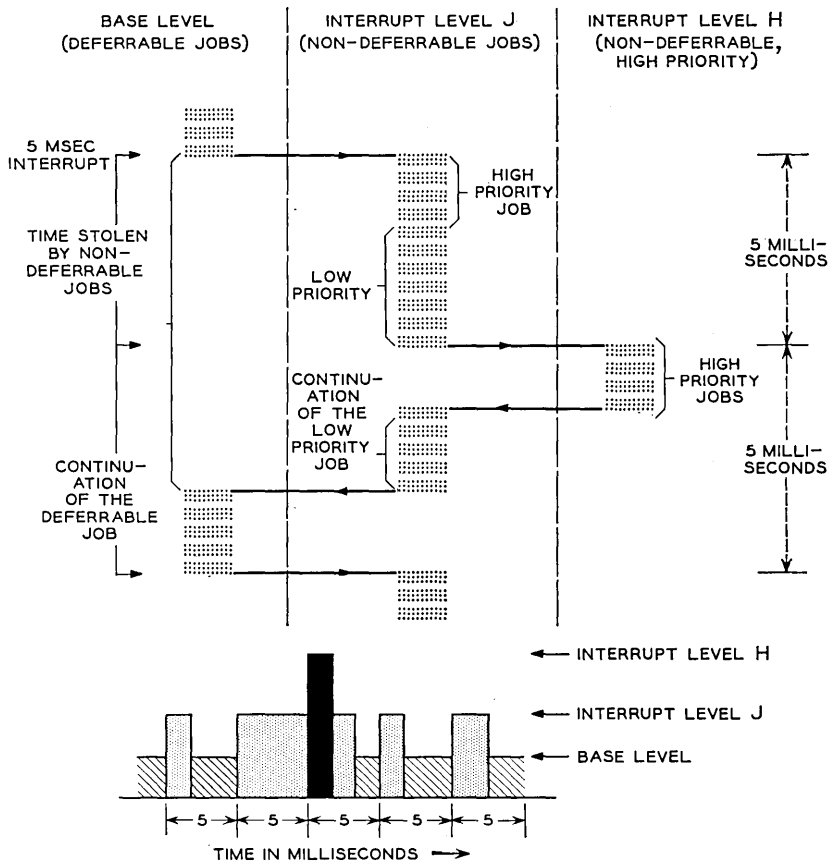 BASE LEVEL
(DEFERRABLE JOBS)
INTERRUPT LEVEL J
(NON-DEFERRABLE JOBS)
INTERRUPT LEVEL H
(NON-DEFERRABLE,
HIGH PRIORITY)
5 MSEC
INTERRUPT
HIGH
PRIORITY
JOB
TIME STOLEN
BY NON-
DEFERRABLE
JOBS
LOW
PRIORITY
5 MILLI-
SECONDS
CONTINU-
ATION
OF THE
LOW
PRIORITY
JOB
HIGH
PRIORITY
JOBS
CONTINU-
ATION
OF THE
DEFERRABLE
JOB
5 MILLI-
SECONDS
INTERRUPT LEVEL H
INTERRUPT LEVEL J
BASE LEVEL
5 5 5 5 5
TIME IN MILLISECONDS